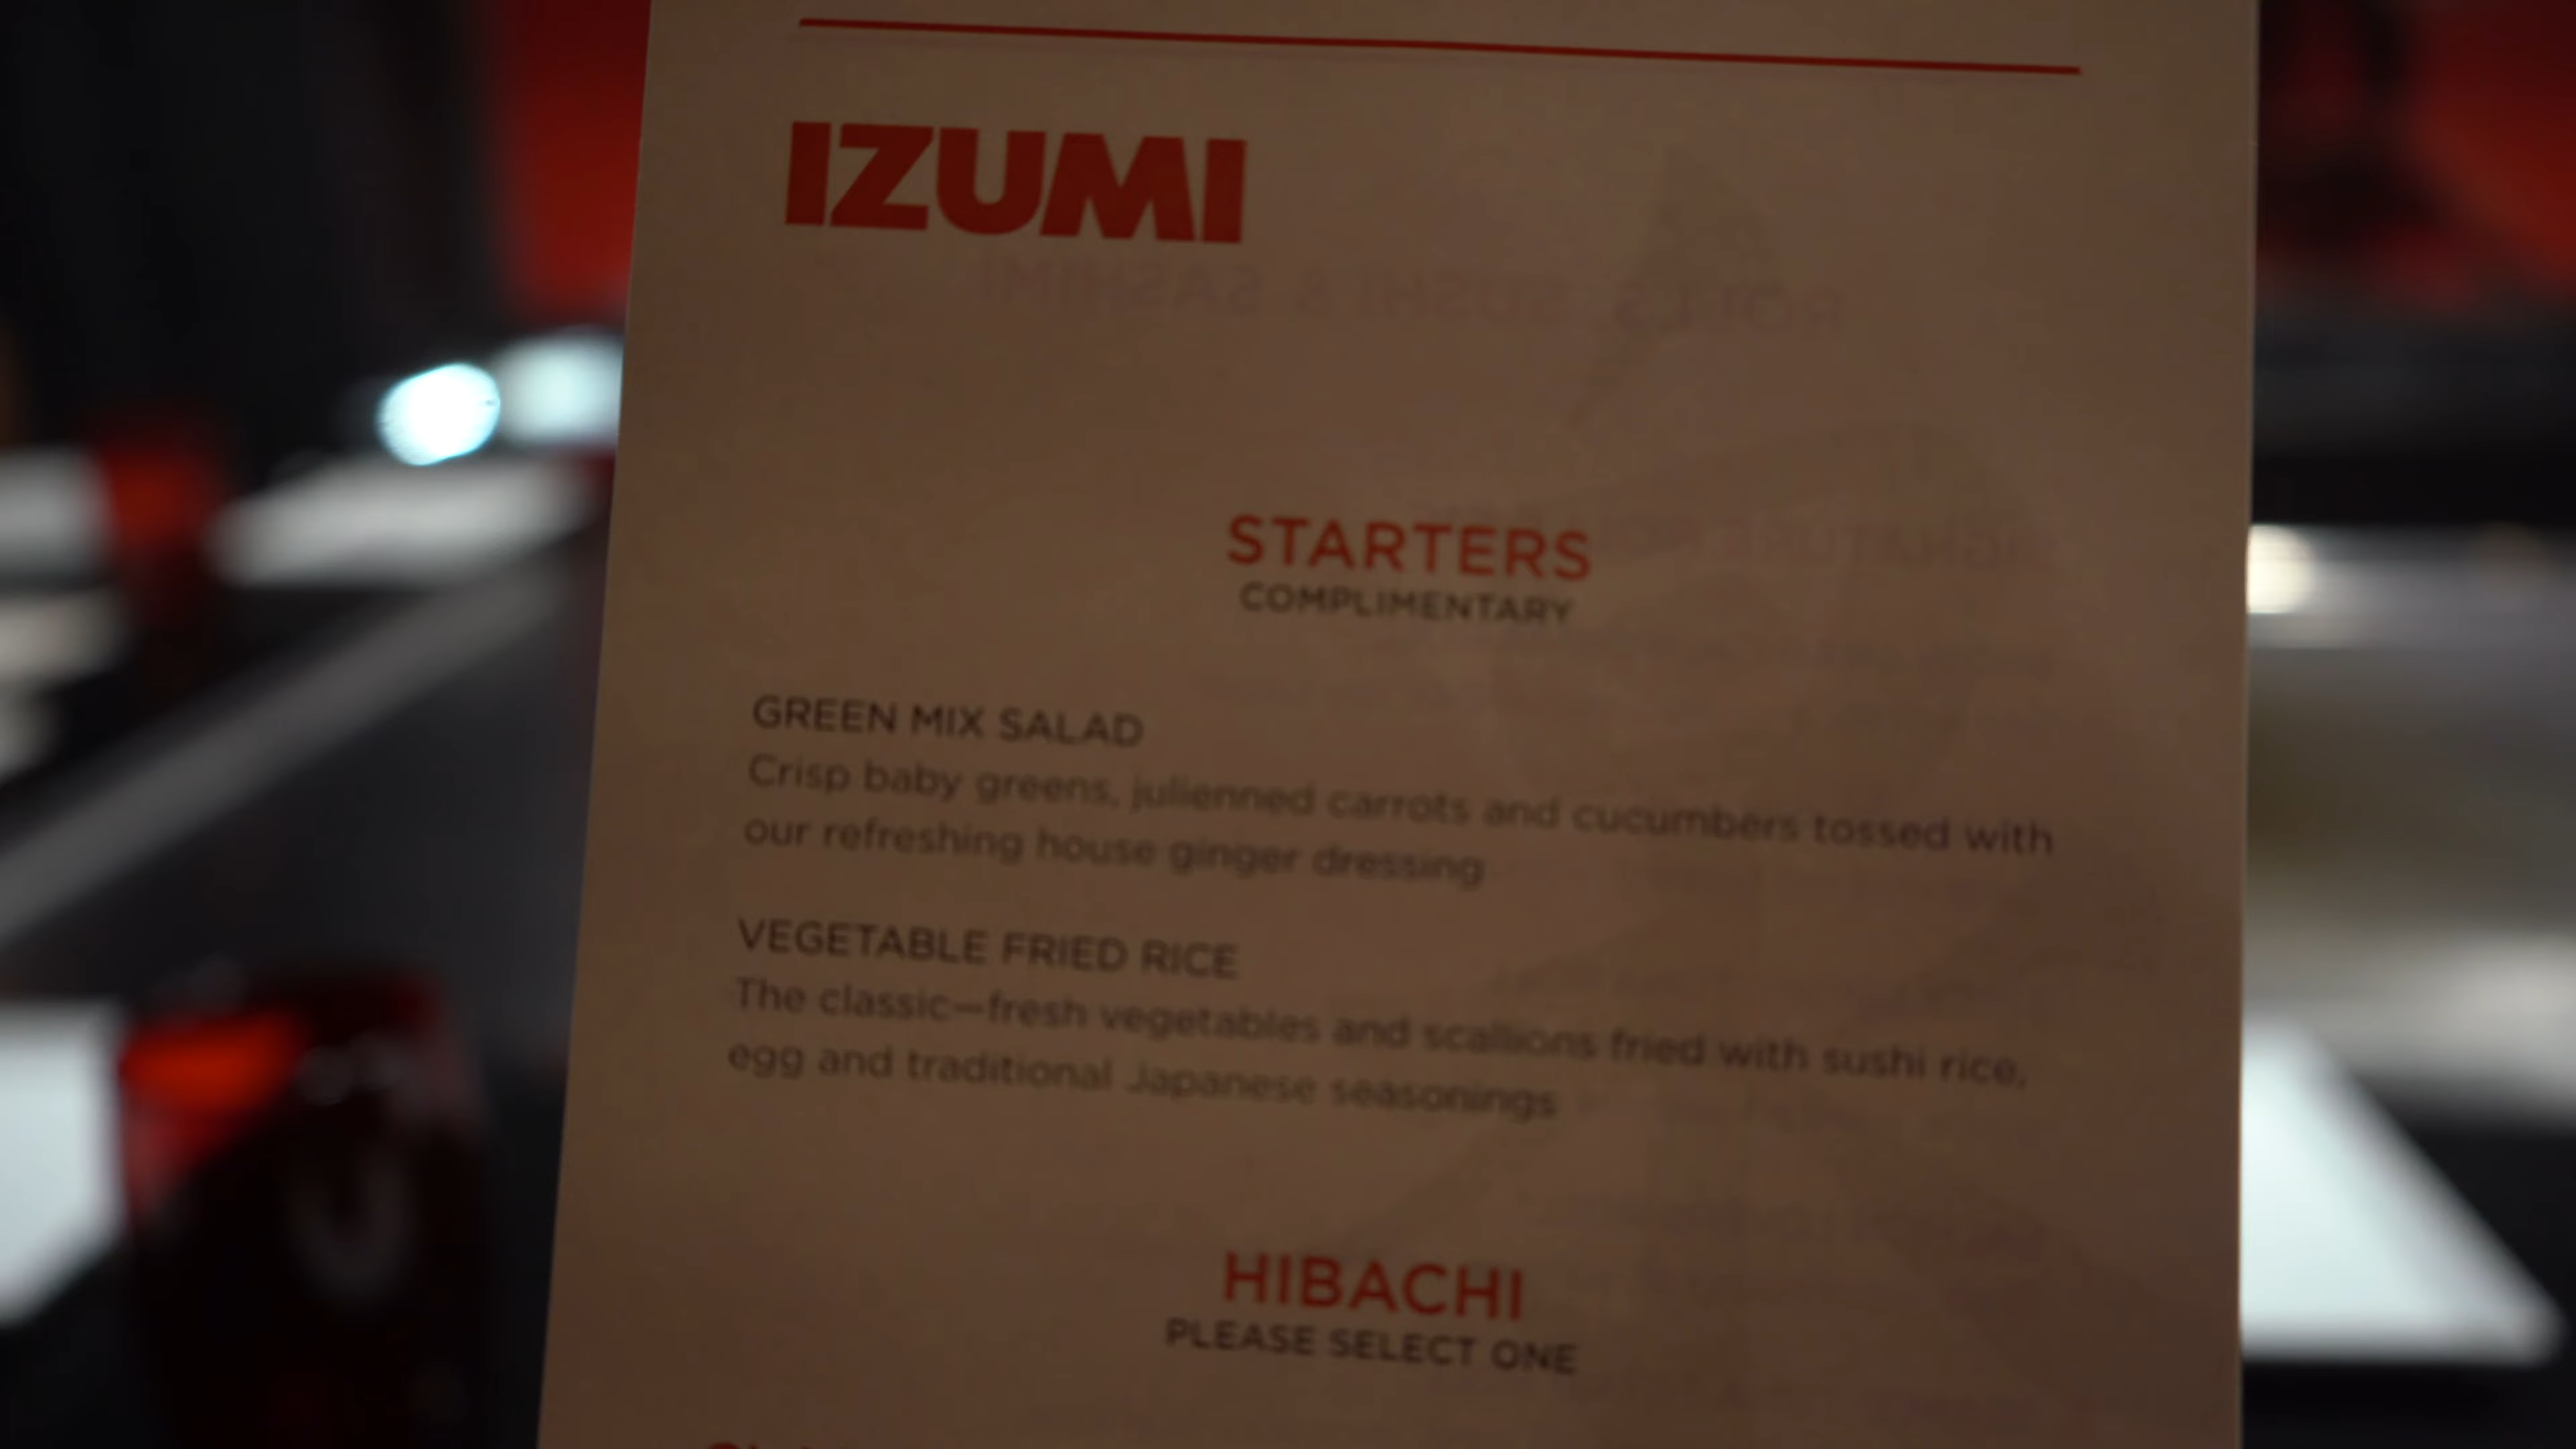 IZUMI
STARTERS
COMPLIMENTARY
GREEN MIX SALAD
Crisp baby greens, julienned carrots and cucumbers tossed with
our refreshing house ginger dressing
VEGETABLE FRIED RICE
The classic—fresh vegetables and scallions fried with sushi rice,
egg and traditional Japanese seasonings
HIBACHI
PLEASE SELECT ONE